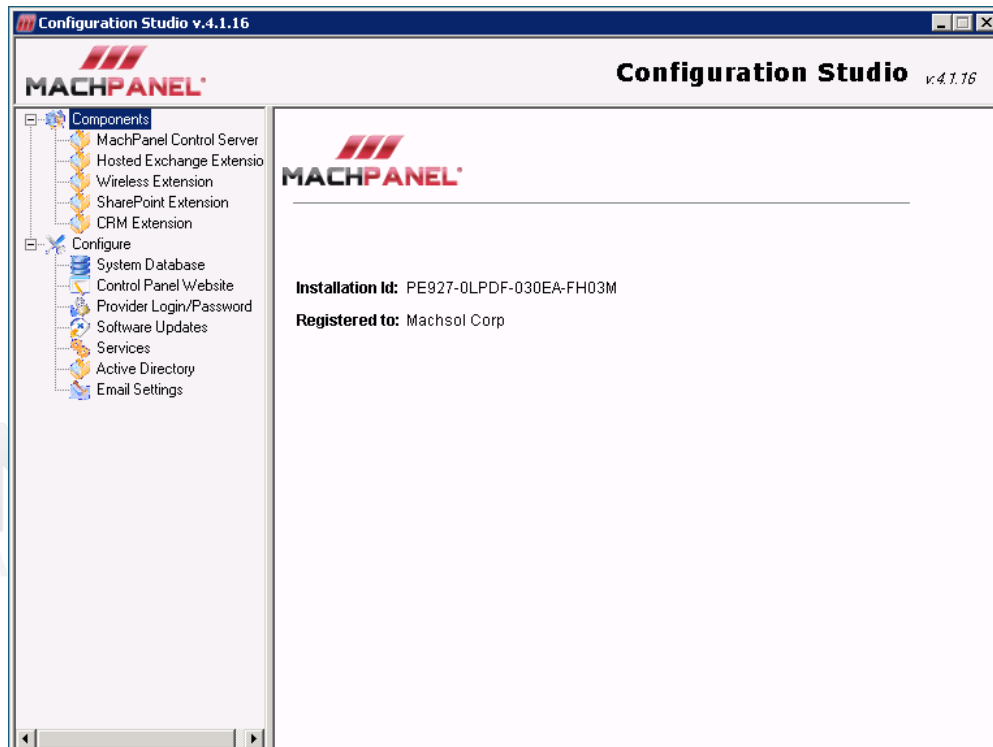 Configuration Studio v.4.1.16
MACHPANEL
Configuration Studio v.4.1.16
Components
MachPanel Control Server
Hosted Exchange Extensio
Wireless Extension
SharePoint Extension
CRM Extension
Configure
System Database
Control Panel Website
Provider Login/Password
Software Updates
Services
Active Directory
Email Settings
MACHPANEL
Installation Id: PE927-0LPDF-030EA-FH03M
Registered to: Machsol Corp